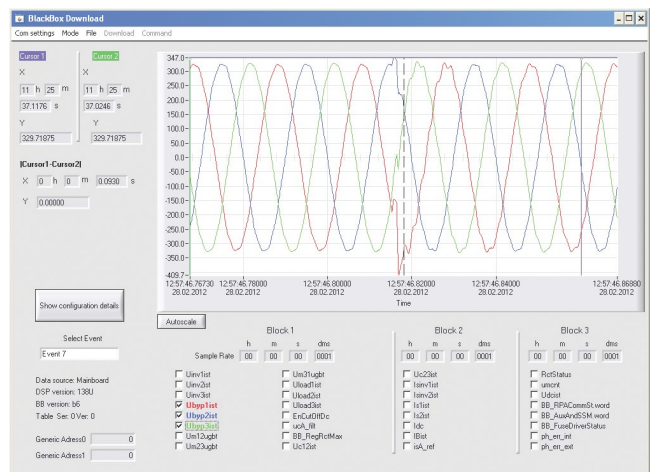 BlackBox Download
Com settings Mode File Download Command
Cursor 1 Cursor 2
X X
11 h 25 m 11 h 25 m
37.1176 s 37.0246 s
Y Y
329.71875 329.71875
|Cursor1-Cursor2|
X 0 h 0 m 0.0930 s
Y 0.00000
Show configuration details
Select Event
Event 7
Data source: Mainboard
DSP version: 138U
BB version: b6
Table Ser: 0 Ver: 0
Generic Adress0 0
Generic Adress1 0
347.0
300.0
250.0
200.0
150.0
100.0
50.0
0.0
-50.0
-100.0
-150.0
-200.0
-250.0
-300.0
-350.0
-409.7
12:57:46.76730 12:57:46.78000 12:57:46.80000 12:57:46.82000 12:57:46.84000 12:57:46.86880
28.02.2012 28.02.2012 28.02.2012 28.02.2012 28.02.2012 28.02.2012
Time
Autoscale
Block 1 Block 2 Block 3
h m s dms h m s dms h m s dms
Sample Rate 00 00 00 0001 00 00 00 0001 00 00 00 0001
Uinv1ist Um31ugbt Uc23ist RctStatus
Uinv2ist Uload1ist Isinv1ist umcnt
Uinv3ist Uload2ist Isinv2ist Udcist
Ubyp1ist Uload3ist Is1ist BB_RPACommSt.word
Ubyp2ist EnCutOffDc Is2ist BB_AuxAndSSM.word
Ubyp3ist ucA_filt Idc BB_FuseDriverStatus
Um12ugbt BB_RegRctMax IBist ph_err_int
Um23ugbt Uc12ist isA_ref ph_err_ext